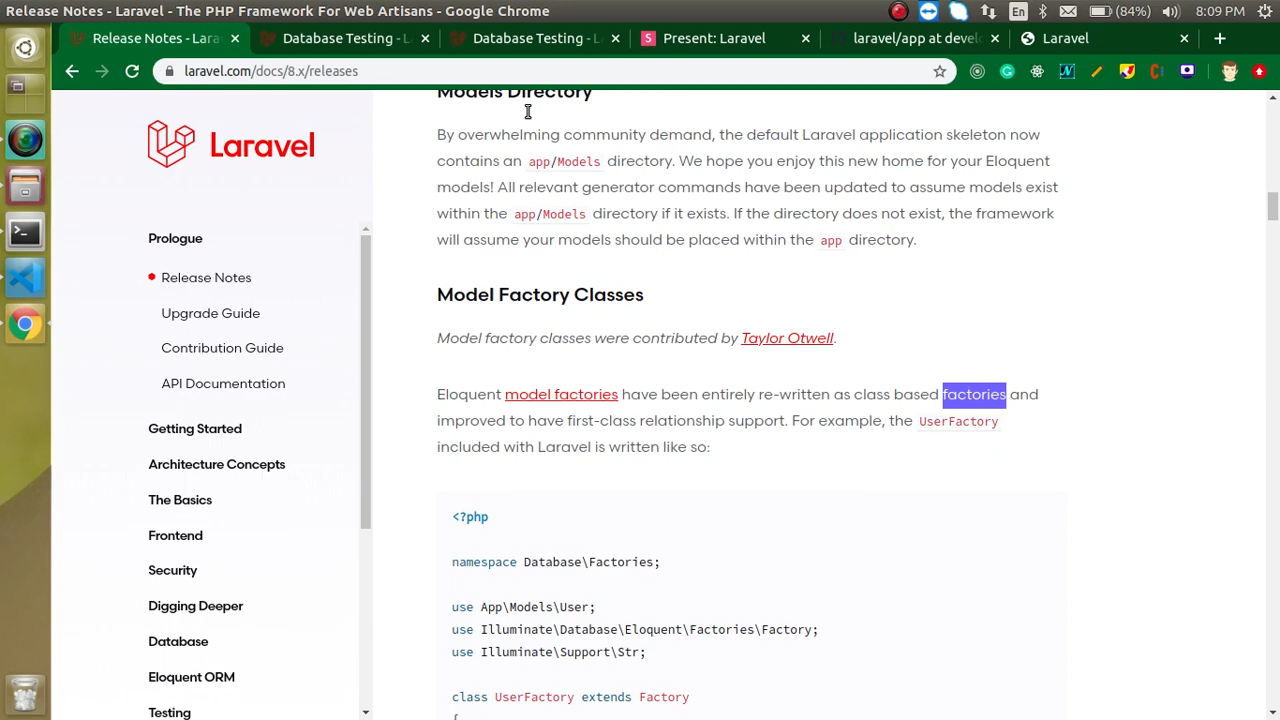 Release Notes - Laravel - The PHP Framework For Web Artisans - Google Chrome
En
(84%)
8:09 PM
Release Notes - Lara
Database Testing - L
Database Testing - L
Present: Laravel
laravel/app at devel
Laravel
laravel.com/docs/8.x/releases
Laravel
Prologue
Release Notes
Upgrade Guide
Contribution Guide
API Documentation
Getting Started
Architecture Concepts
The Basics
Frontend
Security
Digging Deeper
Database
Eloquent ORM
Testing
Models Directory
By overwhelming community demand, the default Laravel application skeleton now
contains an app/Models directory. We hope you enjoy this new home for your Eloquent
models! All relevant generator commands have been updated to assume models exist
within the app/Models directory if it exists. If the directory does not exist, the framework
will assume your models should be placed within the app directory.
Model Factory Classes
Model factory classes were contributed by Taylor Otwell.
Eloquent model factories have been entirely re-written as class based factories and
improved to have first-class relationship support. For example, the UserFactory
included with Laravel is written like so:
<?php
namespace Database\Factories;
use App\Models\User;
use Illuminate\Database\Eloquent\Factories\Factory;
use Illuminate\Support\Str;
class UserFactory extends Factory
{